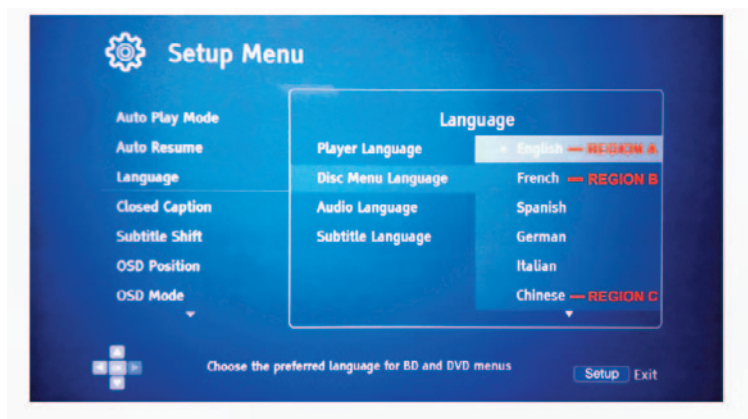 Setup Menu
Auto Play Mode
Auto Resume
Language
Closed Caption
Subtitle Shift
OSD Position
OSD Mode
Language
Player Language
Disc Menu Language
Audio Language
Subtitle Language
English — REGION A
French — REGION B
Spanish
German
Italian
Chinese — REGION C
Choose the preferred language for BD and DVD menus
Setup Exit